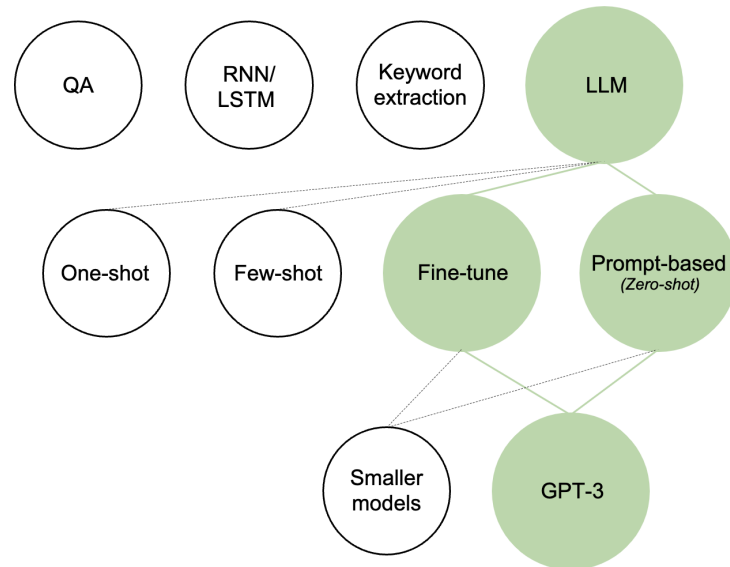 QA
RNN/
LSTM
Keyword
extraction
LLM
One-shot
Few-shot
Fine-tune
Prompt-based
(Zero-shot)
Smaller
models
GPT-3